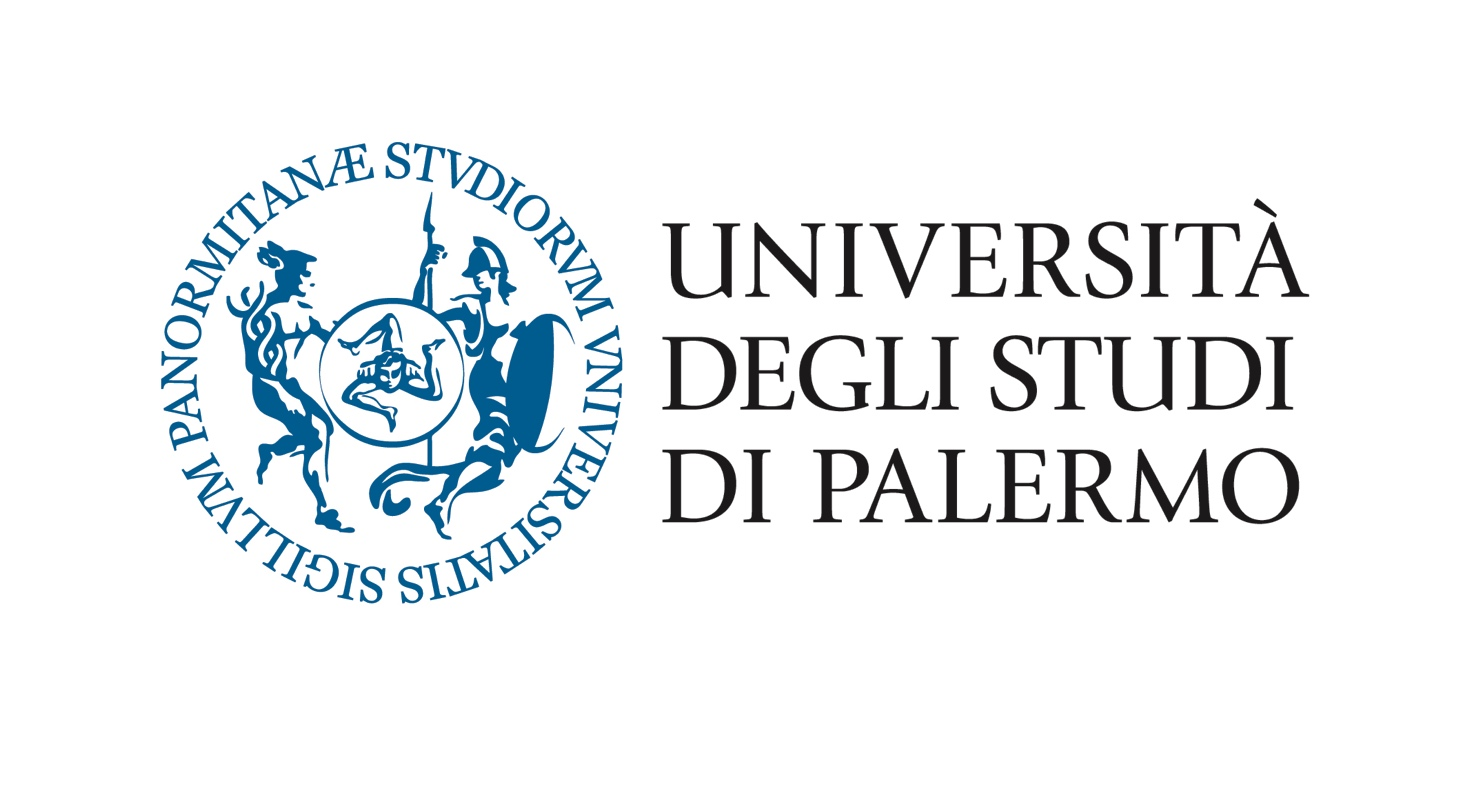 PANORMITANÆ STVDIORVM VNIVERSITATIS SIGILLVM
UNIVERSITÀ
DEGLI STUDI
DI PALERMO